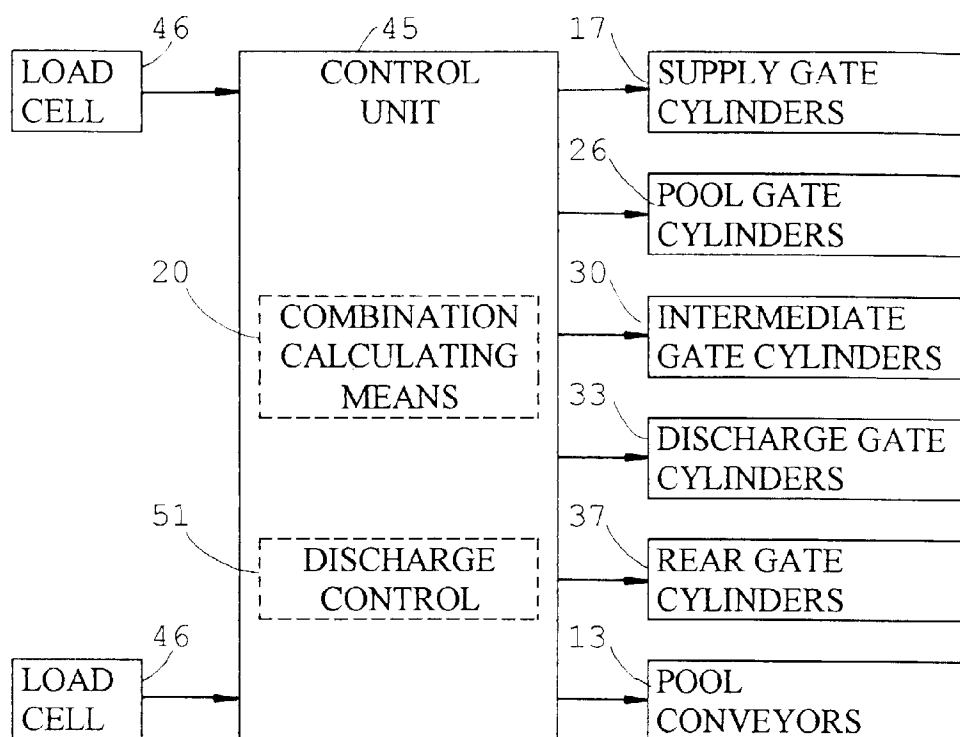 46
LOAD
CELL
45
CONTROL
UNIT
17
SUPPLY GATE
CYLINDERS
26
POOL GATE
CYLINDERS
20
COMBINATION
CALCULATING
MEANS
30
INTERMEDIATE
GATE CYLINDERS
33
DISCHARGE GATE
CYLINDERS
51
DISCHARGE
CONTROL
37
REAR GATE
CYLINDERS
46
LOAD
CELL
13
POOL
CONVEYORS